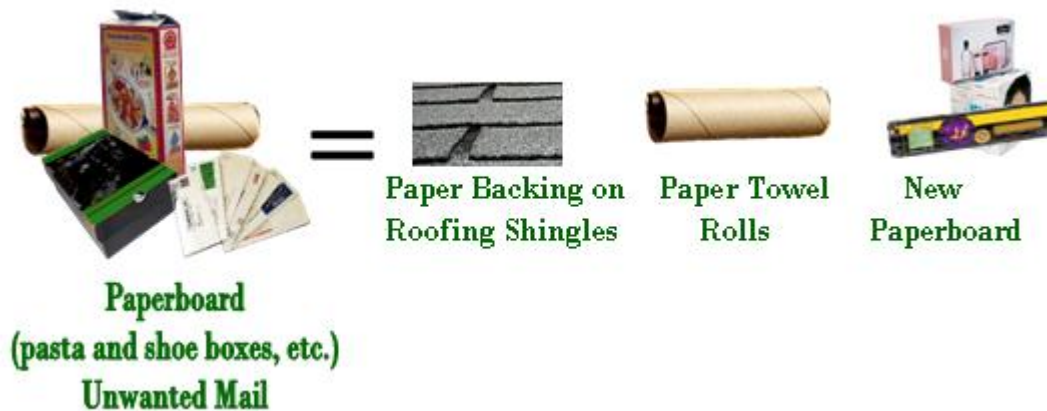 =
Paper Backing on
Roofing Shingles
Paper Towel
Rolls
New
Paperboard
Paperboard
(pasta and shoe boxes, etc.)
Unwanted Mail